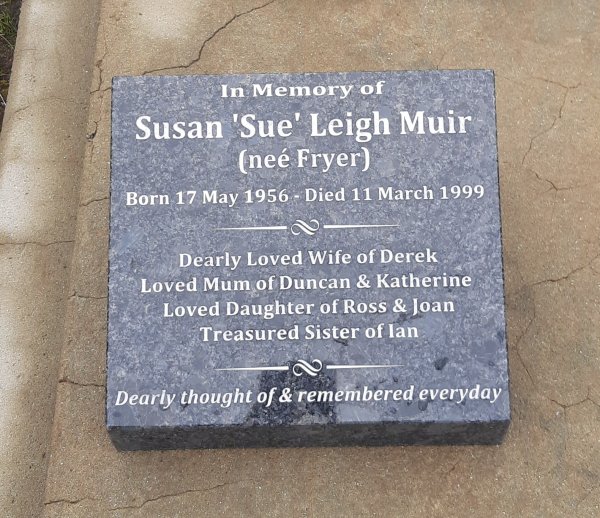 In Memory of
Susan 'Sue' Leigh Muir
(neé Fryer)
Born 17 May 1956 - Died 11 March 1999
Dearly Loved Wife of Derek
Loved Mum of Duncan & Katherine
Loved Daughter of Ross & Joan
Treasured Sister of Ian
Dearly thought of & remembered everyday